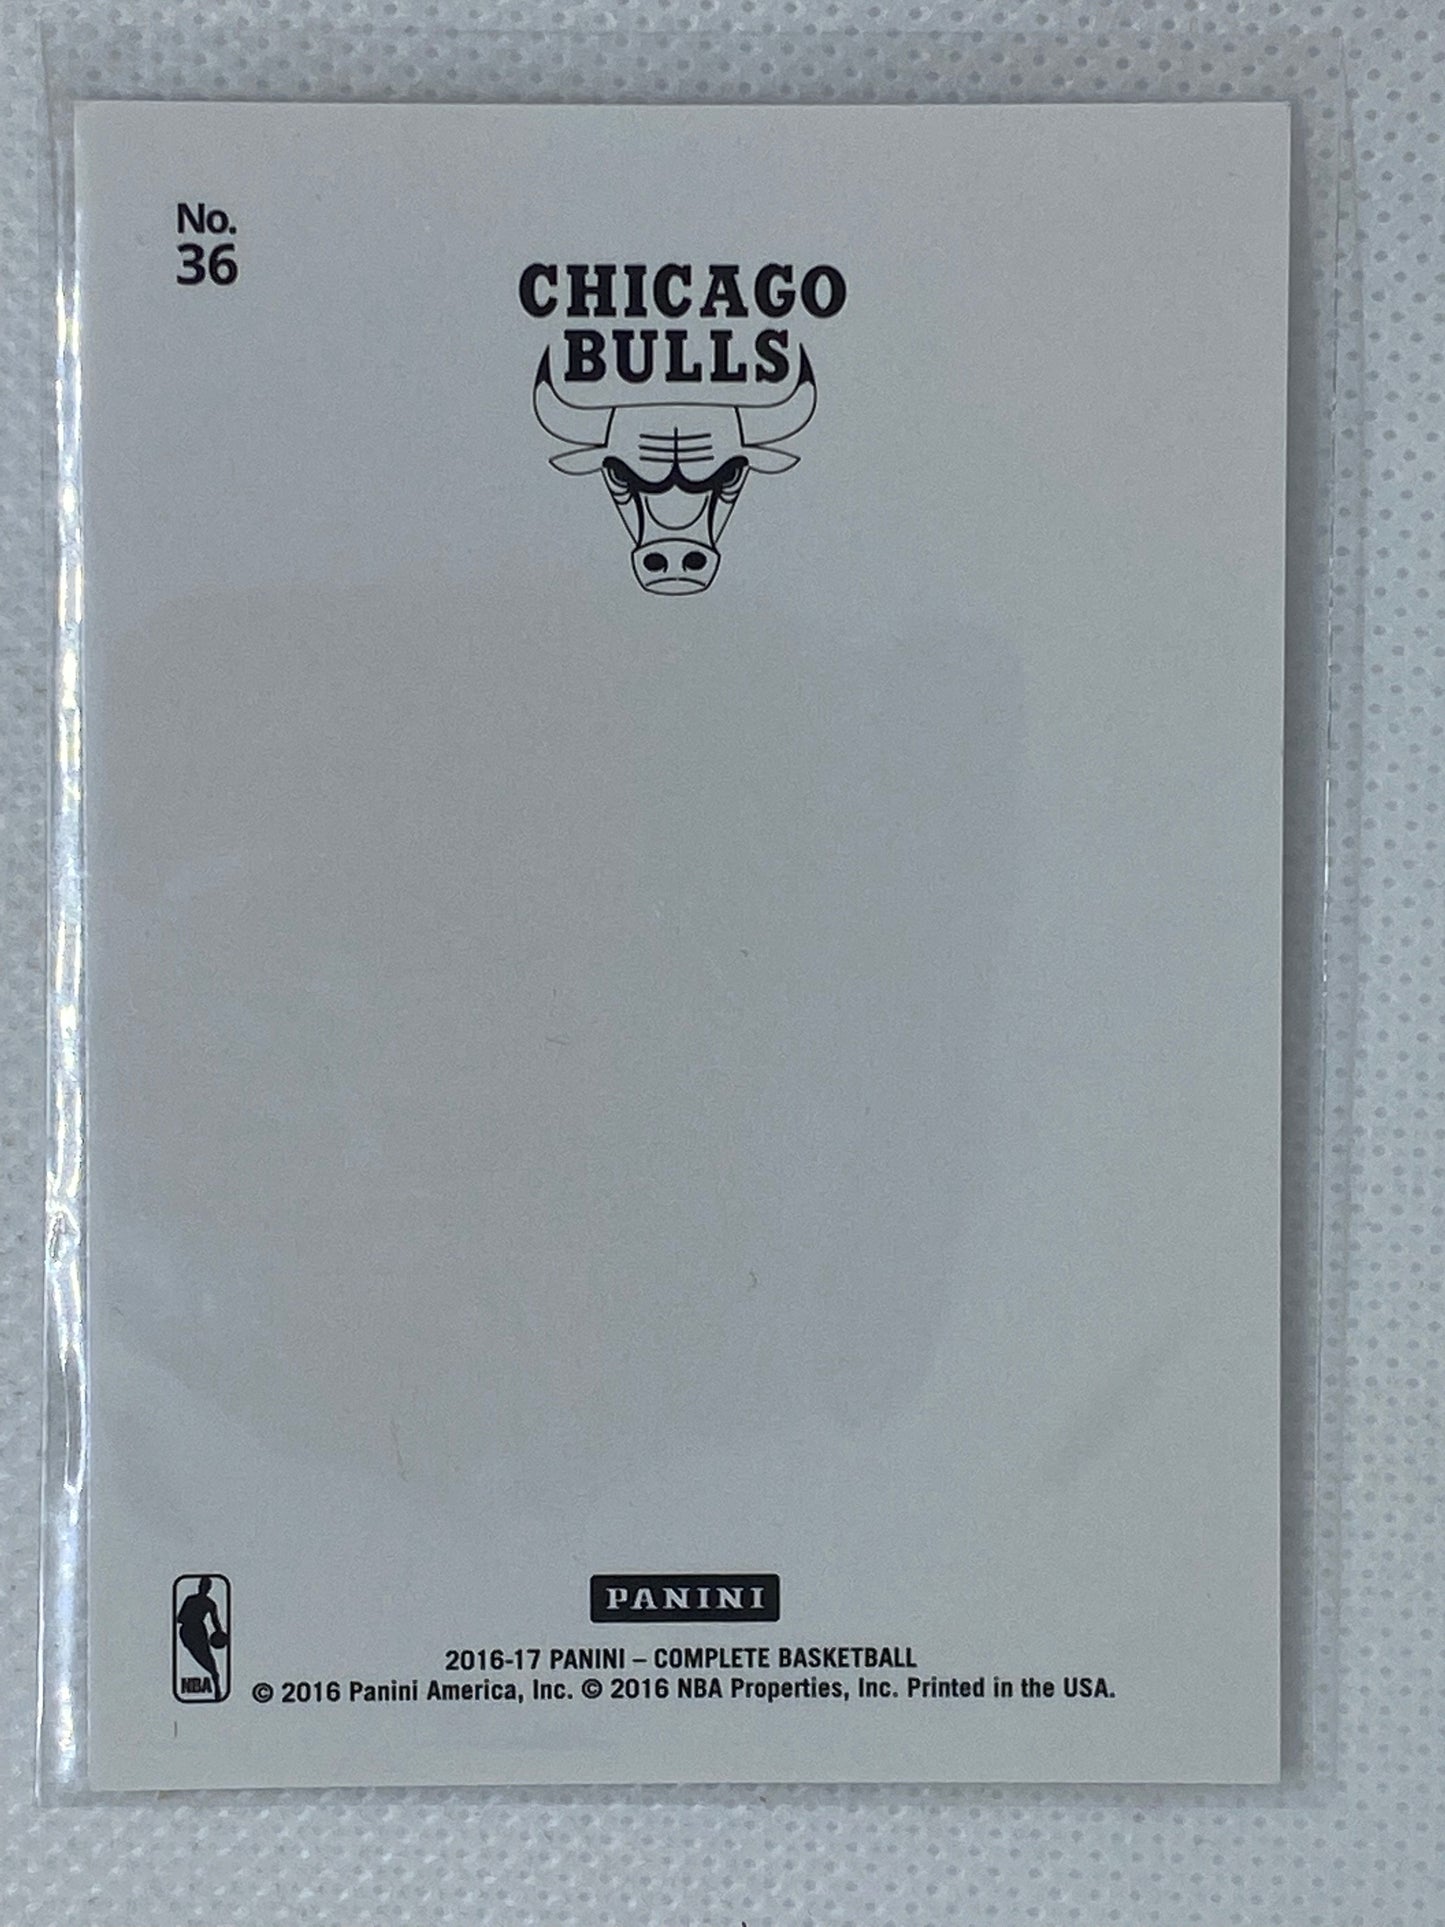 No.
36
CHICAGO
BULLS
PANINI
2016-17 PANINI – COMPLETE BASKETBALL
NBA
© 2016 Panini America, Inc. © 2016 NBA Properties, Inc. Printed in the USA.